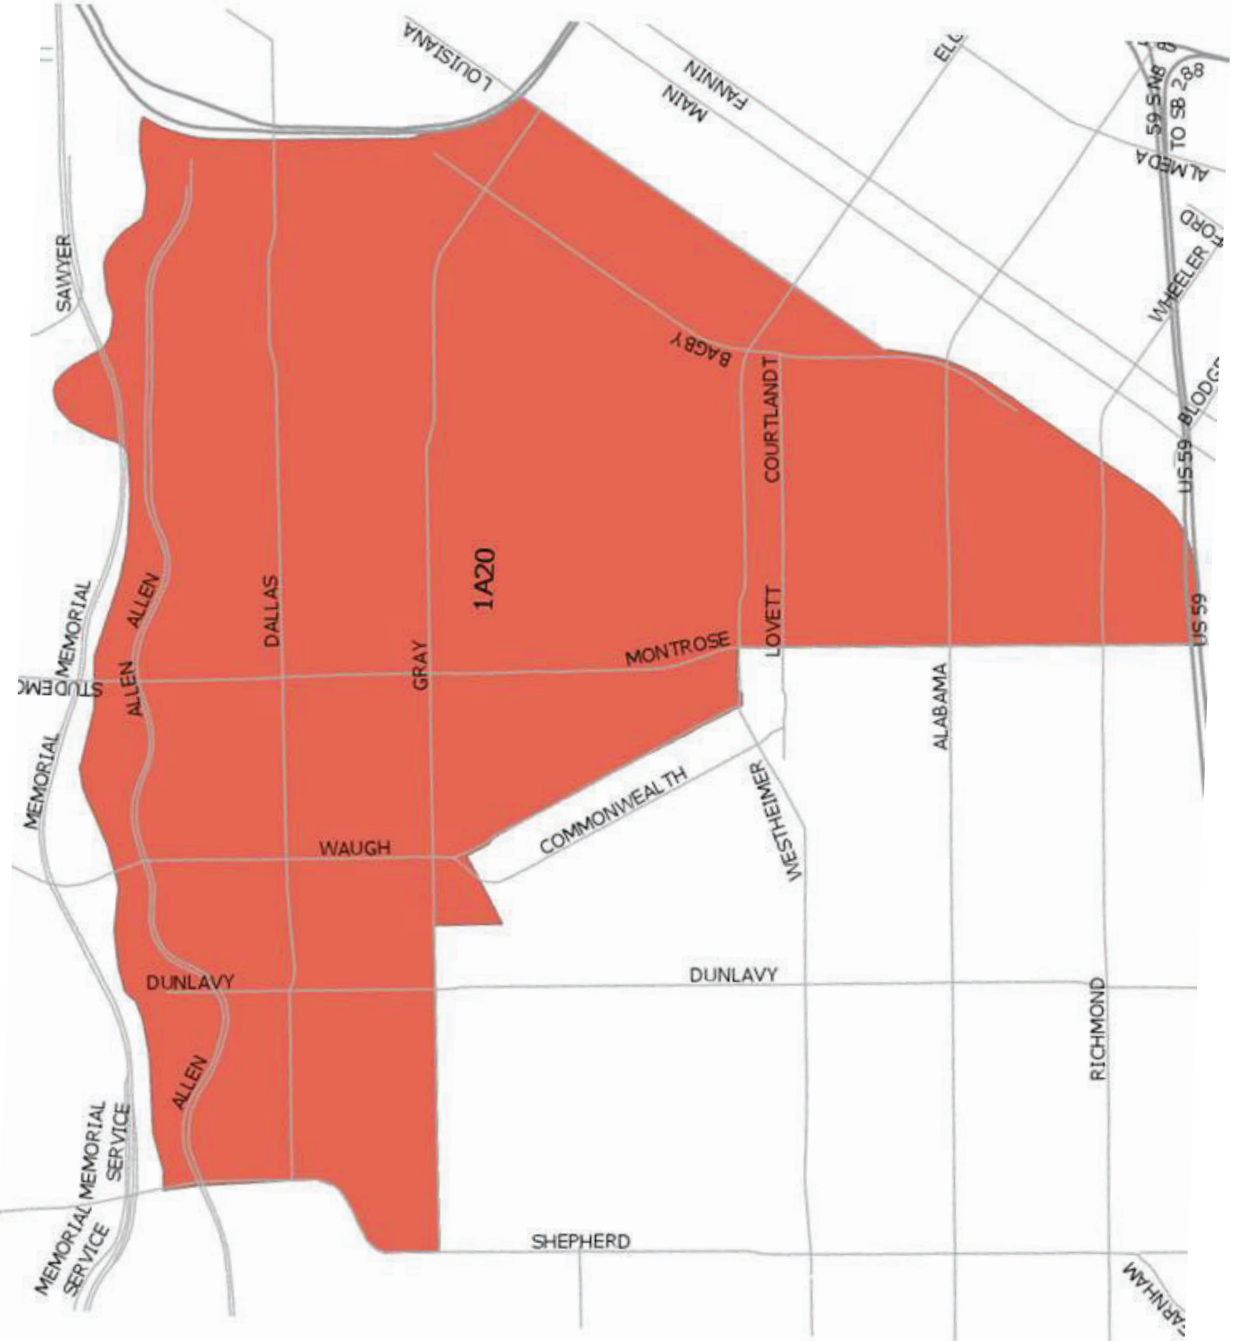 LOUISIANA
FANNIN
MAIN
59 S NB
TO SB 288
ALMEDA
WHEELER
SAWYER
BAGBY
COURTLANDT
US 59
ALLEN
MEMORIAL
DALLAS
1A20
LOVETT
US 59
MONTROSE
GRAY
ALLEN
ALABAMA
MEMORIAL
COMMONWEALTH
WESTHEIMER
WAUGH
DUNLAVY
DUNLAVY
RICHMOND
ALLEN
MEMORIAL
SERVICE
MEMORIAL
SERVICE
SHEPHERD